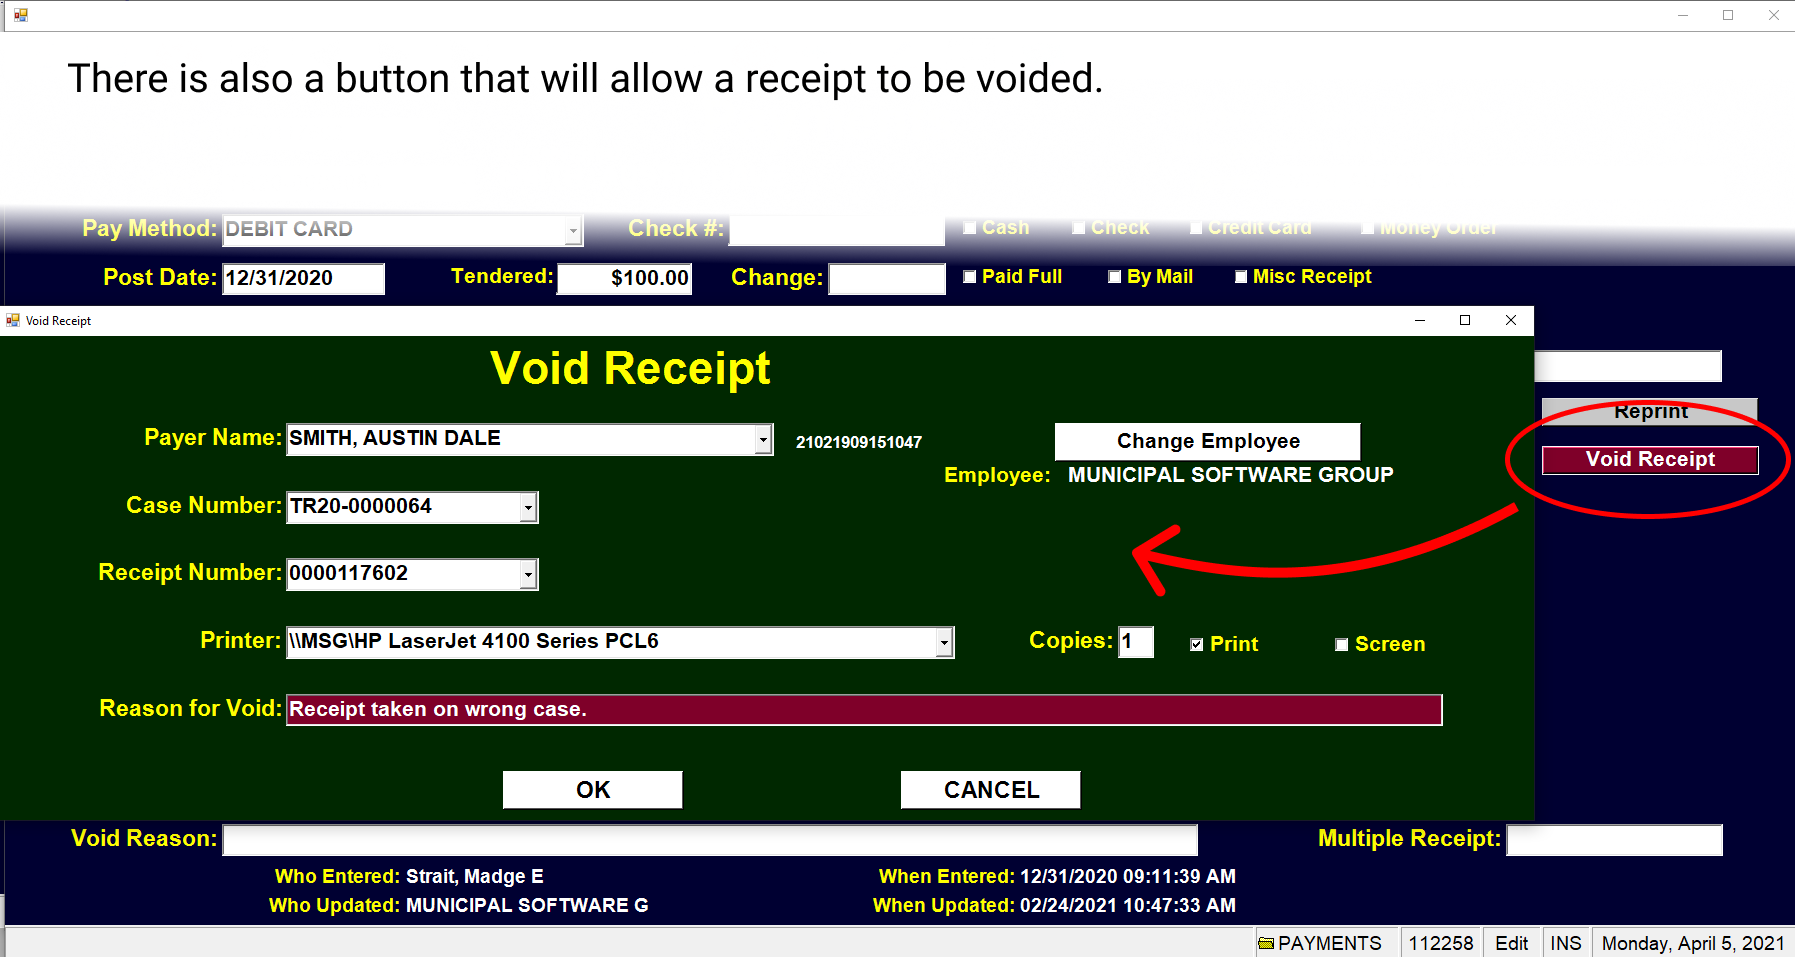 There is also a button that will allow a receipt to be voided.
Pay Method: DEBIT CARD Check #: Cash Check Credit Card Money Order
Post Date: 12/31/2020 Tendered: $100.00 Change: Paid Full By Mail Misc Receipt
Void Receipt
Void Receipt
Reprint
Payer Name: SMITH, AUSTIN DALE 21021909151047 Change Employee
Void Receipt
Employee: MUNICIPAL SOFTWARE GROUP
Case Number: TR20-0000064
Receipt Number: 0000117602
Printer: \\MSG\HP LaserJet 4100 Series PCL6 Copies: 1 Print Screen
Reason for Void: Receipt taken on wrong case.
OK CANCEL
Void Reason: Multiple Receipt:
Who Entered: Strait, Madge E When Entered: 12/31/2020 09:11:39 AM
Who Updated: MUNICIPAL SOFTWARE G When Updated: 02/24/2021 10:47:33 AM
PAYMENTS 112258 Edit INS Monday, April 5, 2021